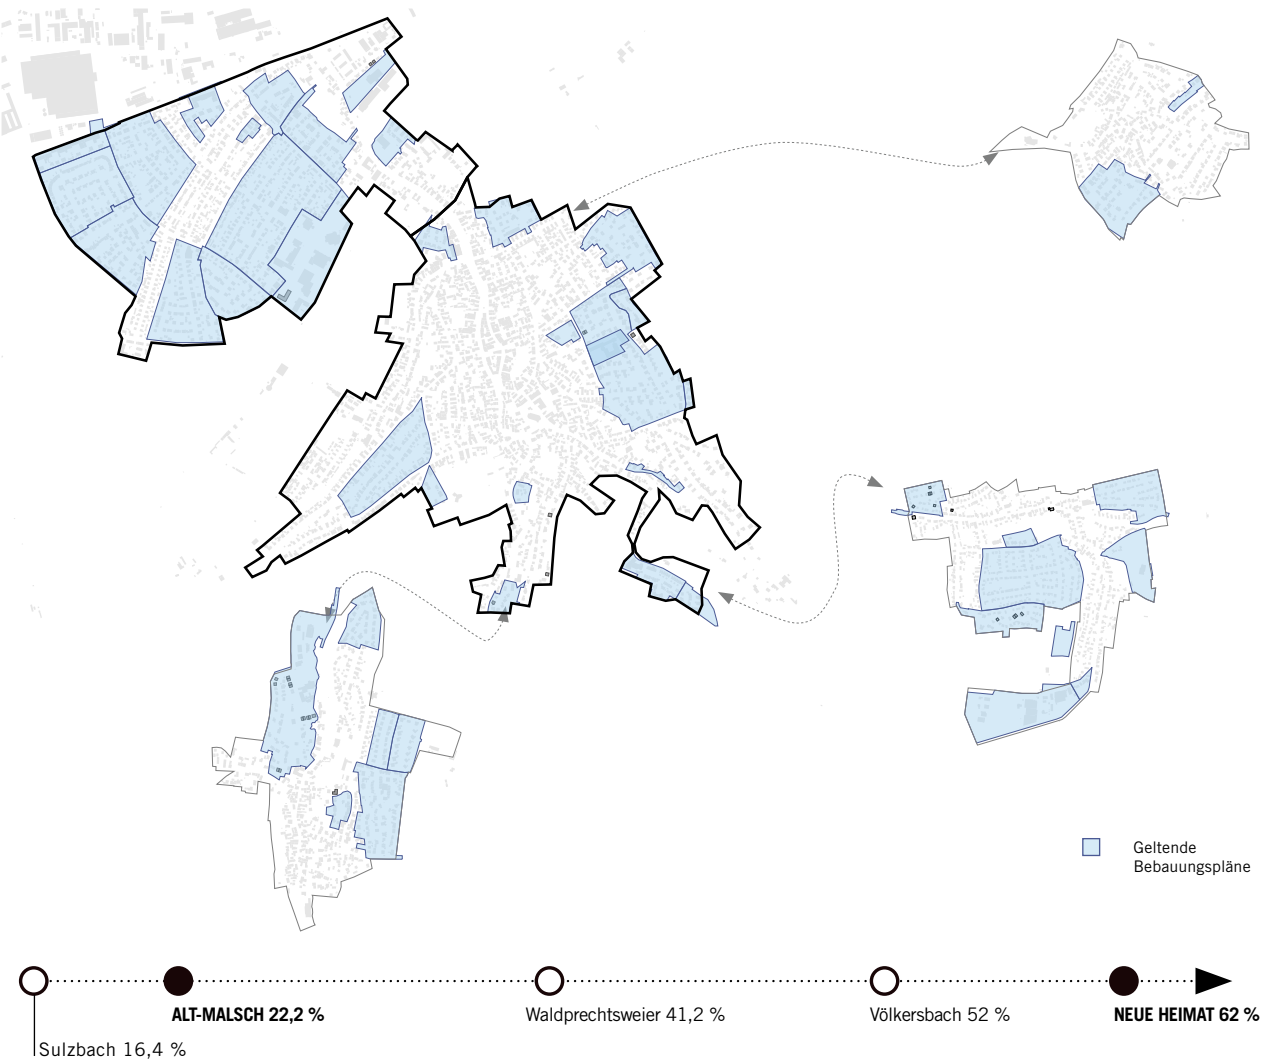 Geltende
Bebauungspläne
ALT-MALSCH 22,2 %
Waldprechtsweier 41,2 %
Völkersbach 52 %
NEUE HEIMAT 62 %
Sulzbach 16,4 %